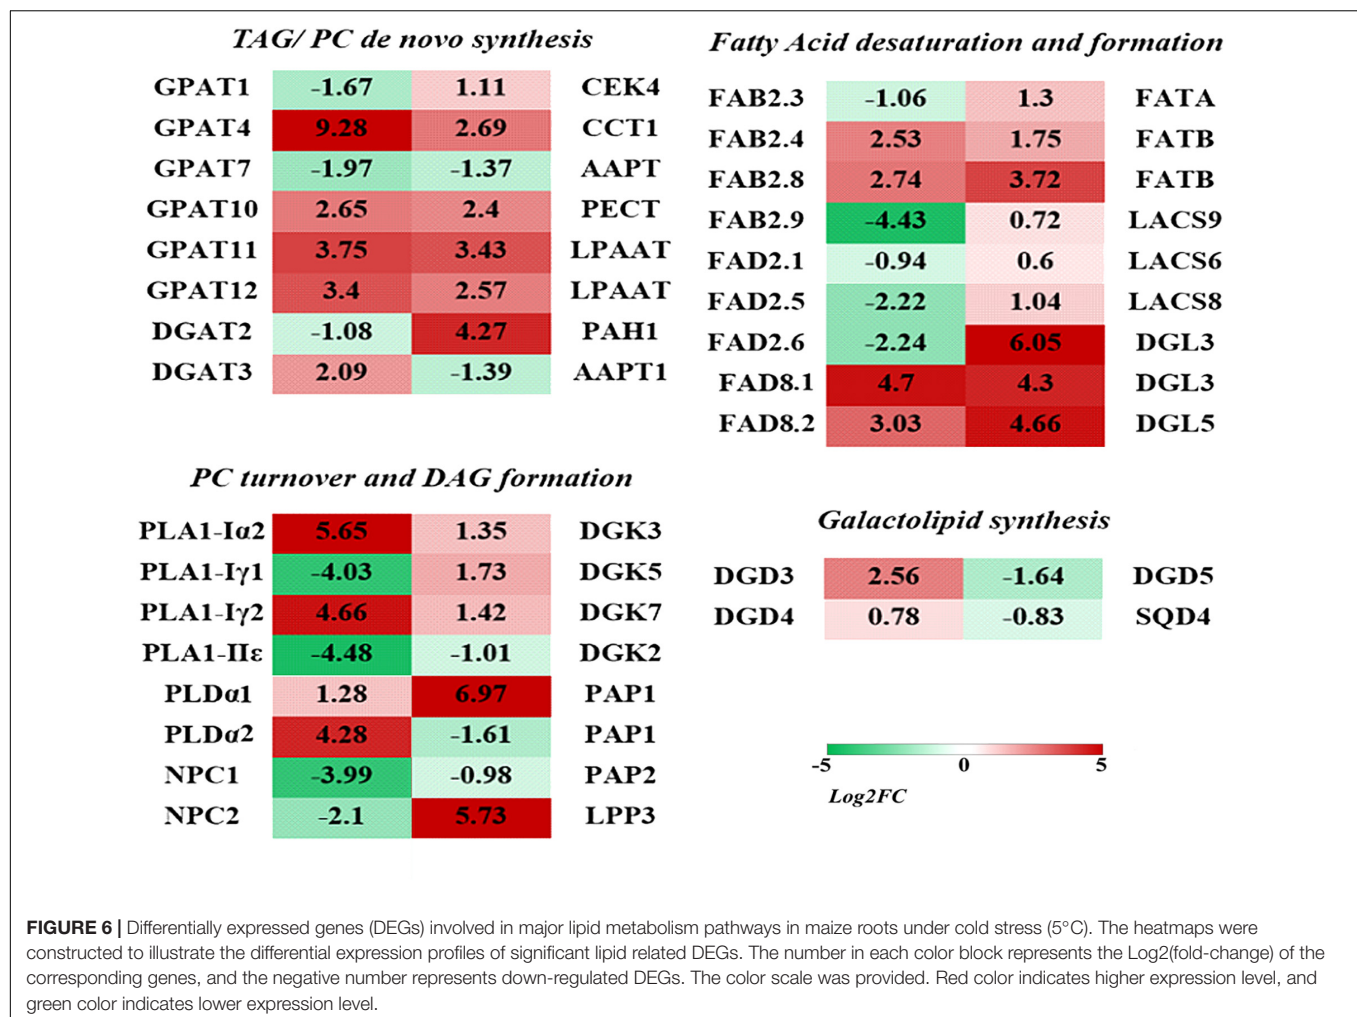 TAG/ PC de novo synthesis
GPAT1 -1.67 1.11 CEK4
GPAT4 9.28 2.69 CCT1
GPAT7 -1.97 -1.37 AAPT
GPAT10 2.65 2.4 PECT
GPAT11 3.75 3.43 LPAAT
GPAT12 3.4 2.57 LPAAT
DGAT2 -1.08 4.27 PAH1
DGAT3 2.09 -1.39 AAPT1
Fatty Acid desaturation and formation
FAB2.3 -1.06 1.3 FATA
FAB2.4 2.53 1.75 FATB
FAB2.8 2.74 3.72 FATB
FAB2.9 -4.43 0.72 LACS9
FAD2.1 -0.94 0.6 LACS6
FAD2.5 -2.22 1.04 LACS8
FAD2.6 -2.24 6.05 DGL3
FAD8.1 4.7 4.3 DGL3
FAD8.2 3.03 4.66 DGL5
PC turnover and DAG formation
PLA1-Iα2 5.65 1.35 DGK3
PLA1-Iγ1 -4.03 1.73 DGK5
PLA1-Iγ2 4.66 1.42 DGK7
PLA1-IIε -4.48 -1.01 DGK2
PLDα1 1.28 6.97 PAP1
PLDα2 4.28 -1.61 PAP1
NPC1 -3.99 -0.98 PAP2
NPC2 -2.1 5.73 LPP3
Galactolipid synthesis
DGD3 2.56 -1.64 DGD5
DGD4 0.78 -0.83 SQD4
-5 0 5
Log2FC
FIGURE 6 | Differentially expressed genes (DEGs) involved in major lipid metabolism pathways in maize roots under cold stress (5°C). The heatmaps were
constructed to illustrate the differential expression profiles of significant lipid related DEGs. The number in each color block represents the Log2(fold-change) of the
corresponding genes, and the negative number represents down-regulated DEGs. The color scale was provided. Red color indicates higher expression level, and
green color indicates lower expression level.